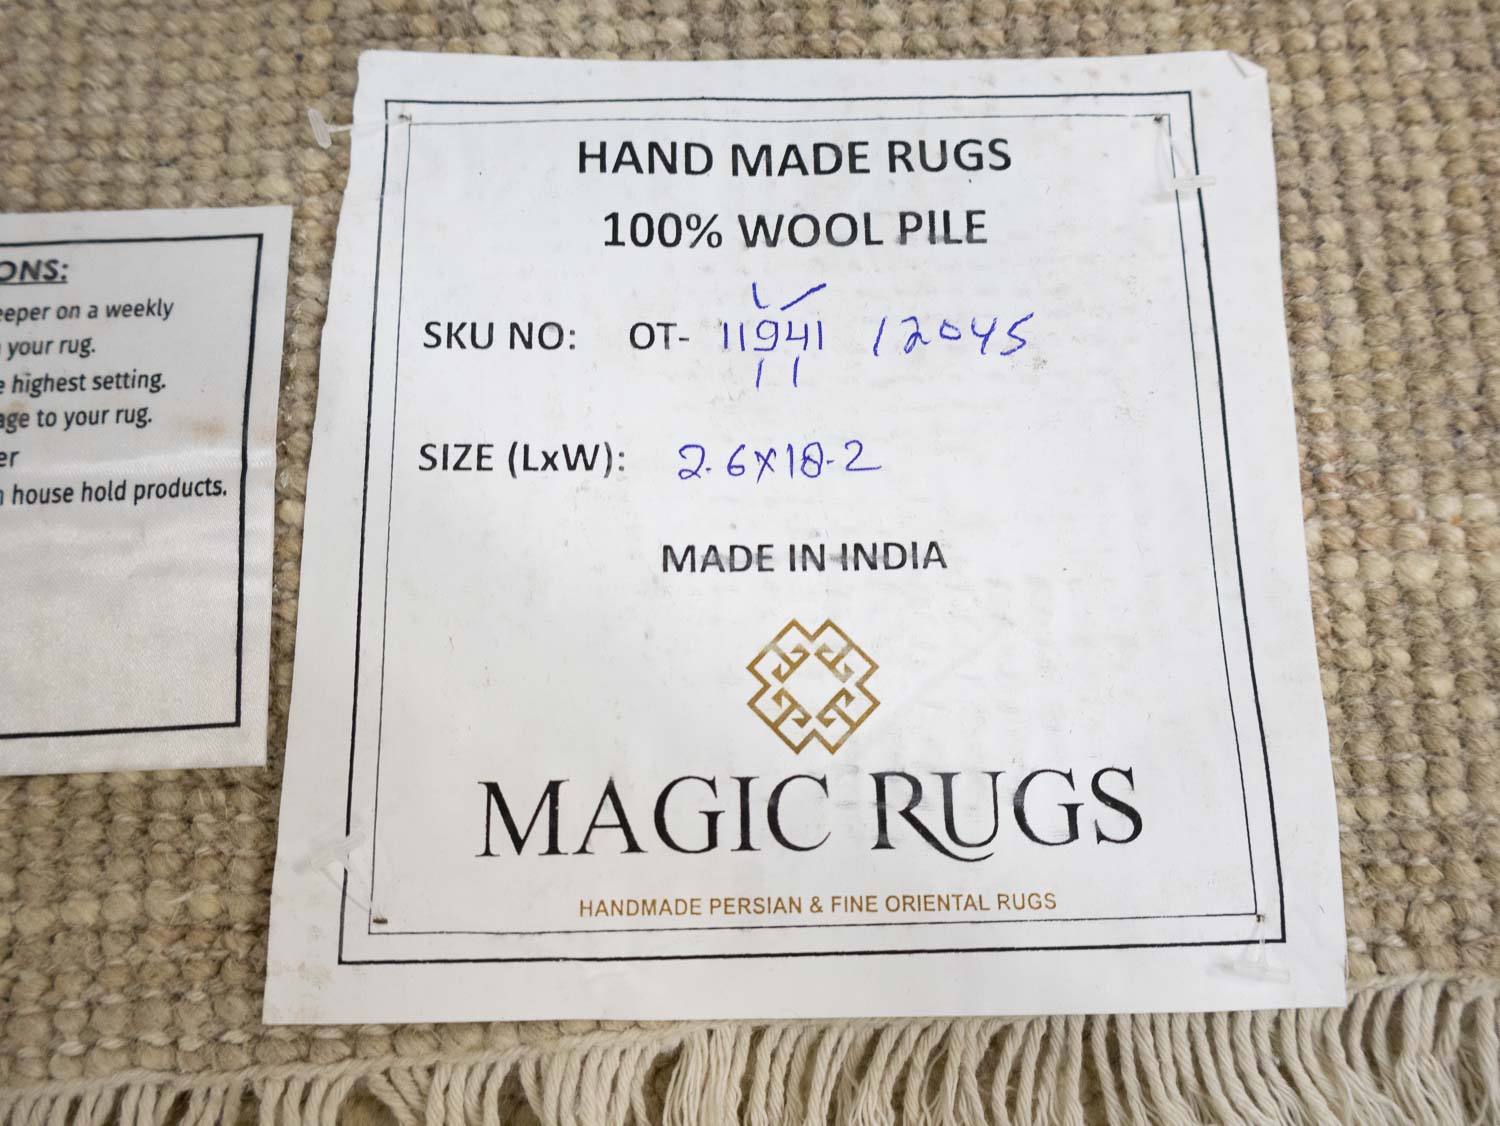 ONS:
eeper on a weekly
your rug.
e highest setting.
age to your rug.
er
house hold products.
HAND MADE RUGS
100% WOOL PILE
SKU NO: OT- 11941 12045
SIZE (LxW): 2.6x18.2
MADE IN INDIA
MAGIC RUGS
HANDMADE PERSIAN & FINE ORIENTAL RUGS